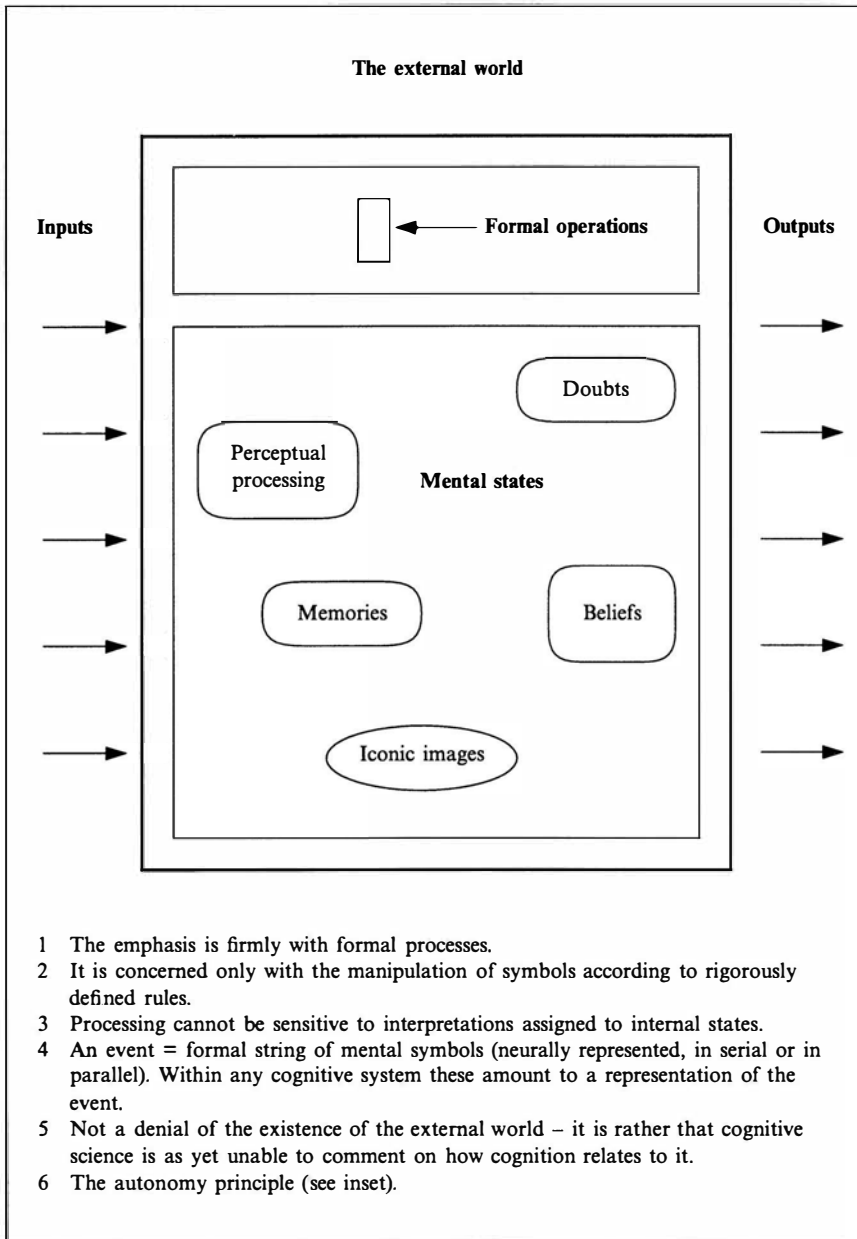 The external world
Inputs
Formal operations
Outputs
Doubts
Perceptual
processing
Mental states
Memories
Beliefs
Iconic images
1 The emphasis is firmly with formal processes.
2 It is concerned only with the manipulation of symbols according to rigorously
defined rules.
3 Processing cannot be sensitive to interpretations assigned to internal states.
4 An event = formal string of mental symbols (neurally represented, in serial or in
parallel). Within any cognitive system these amount to a representation of the
event.
5 Not a denial of the existence of the external world – it is rather that cognitive
science is as yet unable to comment on how cognition relates to it.
6 The autonomy principle (see inset).